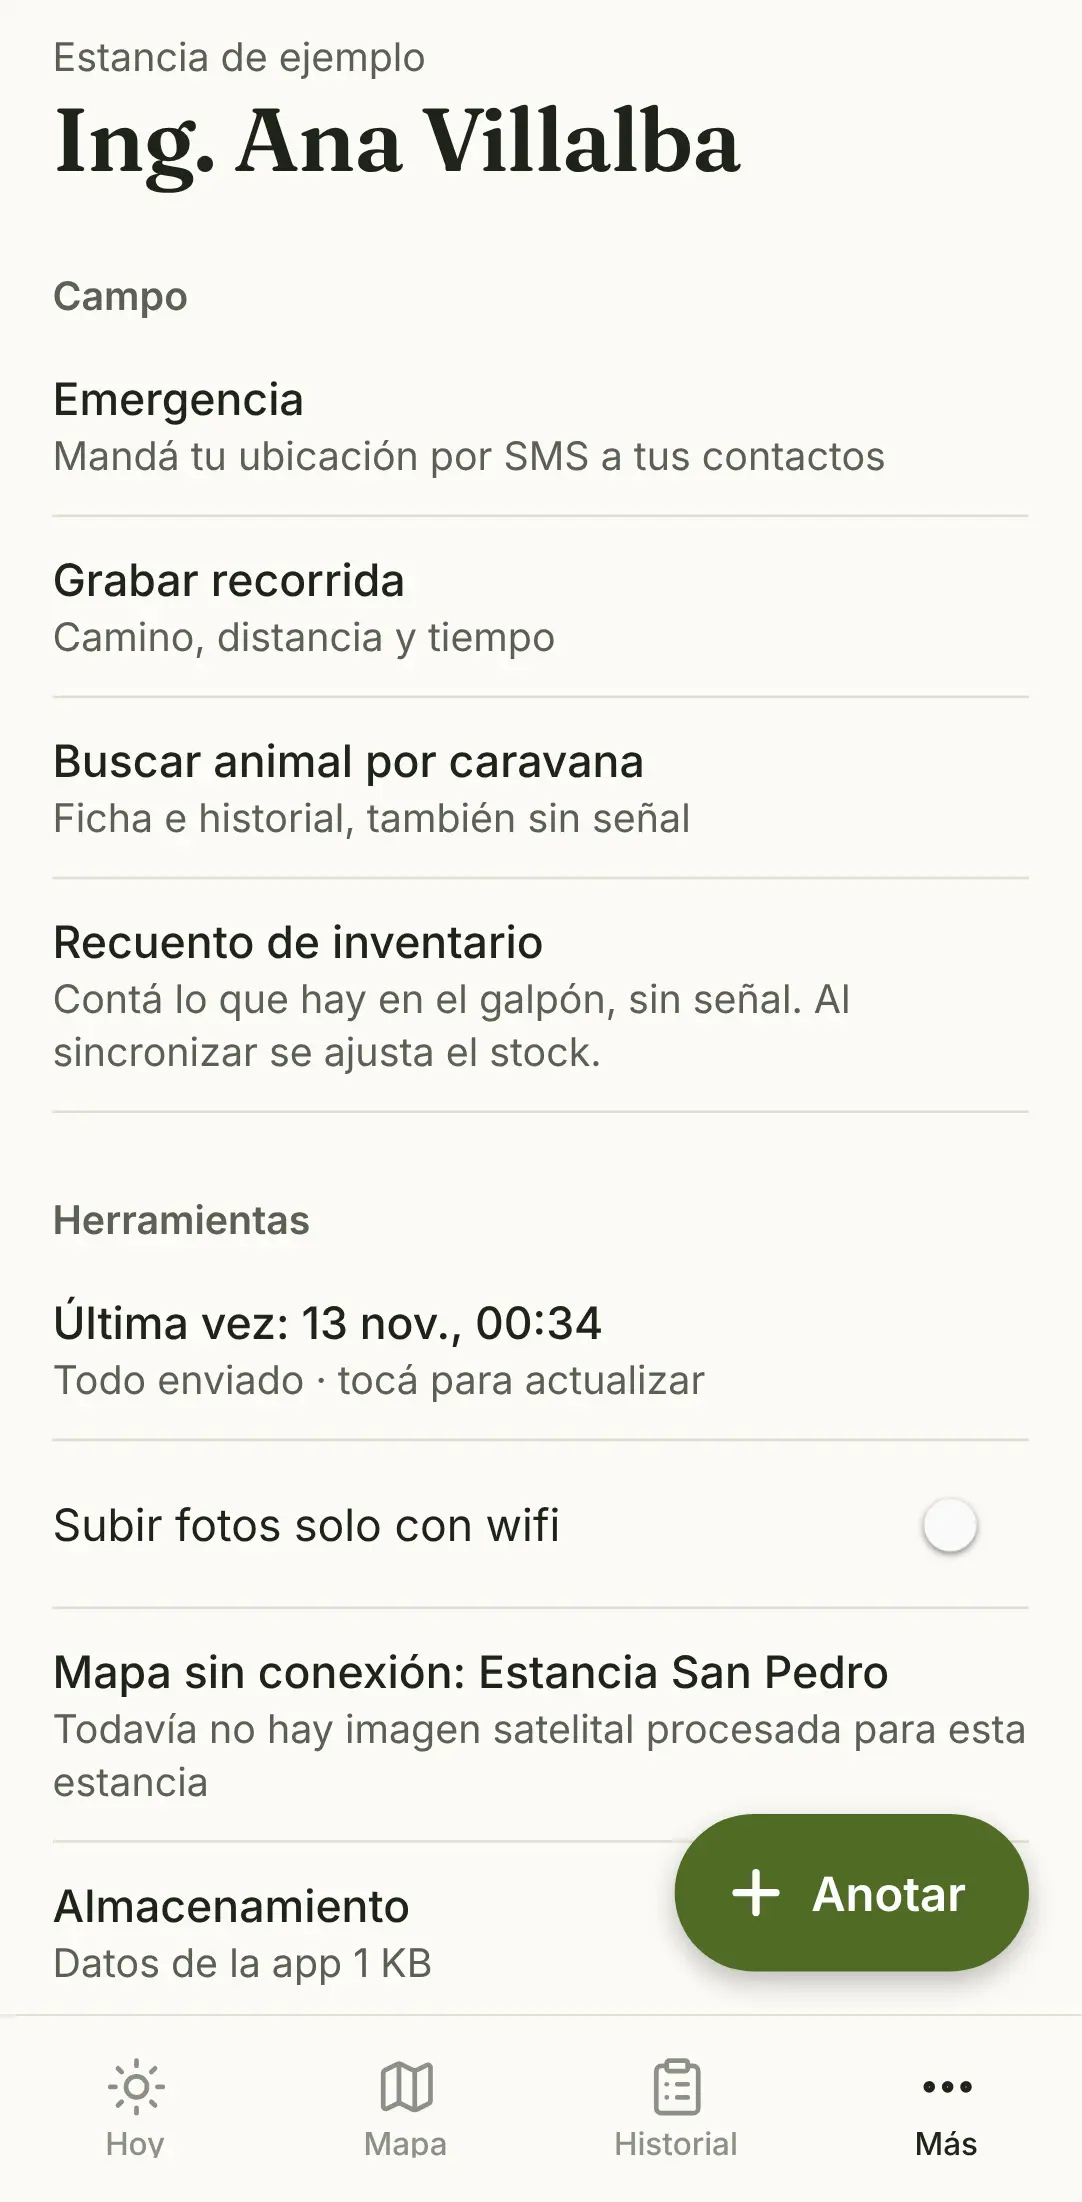 Estancia de ejemplo
Ing. Ana Villalba
Campo
Emergencia
Mandá tu ubicación por SMS a tus contactos
Grabar recorrida
Camino, distancia y tiempo
Buscar animal por caravana
Ficha e historial, también sin señal
Recuento de inventario
Contá lo que hay en el galpón, sin señal. Al
sincronizar se ajusta el stock.
Herramientas
Última vez: 13 nov., 00:34
Todo enviado · tocá para actualizar
Subir fotos solo con wifi
Mapa sin conexión: Estancia San Pedro
Todavía no hay imagen satelital procesada para esta
estancia
Almacenamiento
Datos de la app 1 KB
Anotar
Hoy
Mapa
Historial
Más